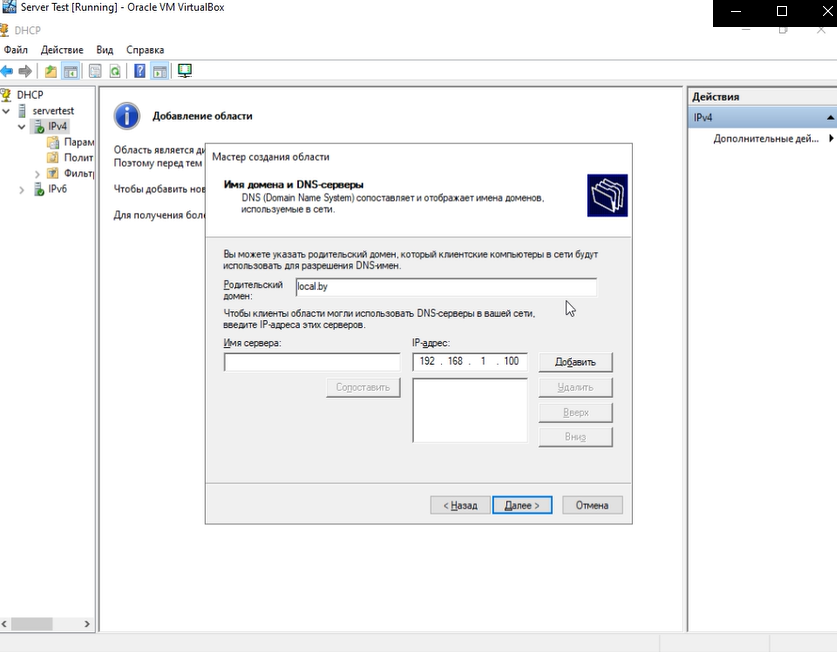 Server Test [Running] - Oracle VM VirtualBox
DHCP
Файл Действие Вид Справка
DHCP
servertest
IPv4
Парам
Полит
Фильт
IPv6
Добавление области
Область является ди
Поэтому перед тем
Чтобы добавить нов
Для получения боле
Мастер создания области
Имя домена и DNS-серверы
DNS (Domain Name System) сопоставляет и отображает имена доменов,
используемые в сети.
Вы можете указать родительский домен, который клиентские компьютеры в сети будут
использовать для разрешения DNS-имен.
Родительский
домен:
local.by
Чтобы клиенты области могли использовать DNS-серверы в вашей сети,
введите IP-адреса этих серверов.
Имя сервера: IP-адрес:
192 . 168 . 1 . 100 Добавить
Сопоставить Удалить
Вверх
Вниз
< Назад Далее > Отмена
Действия
IPv4
Дополнительные дей...